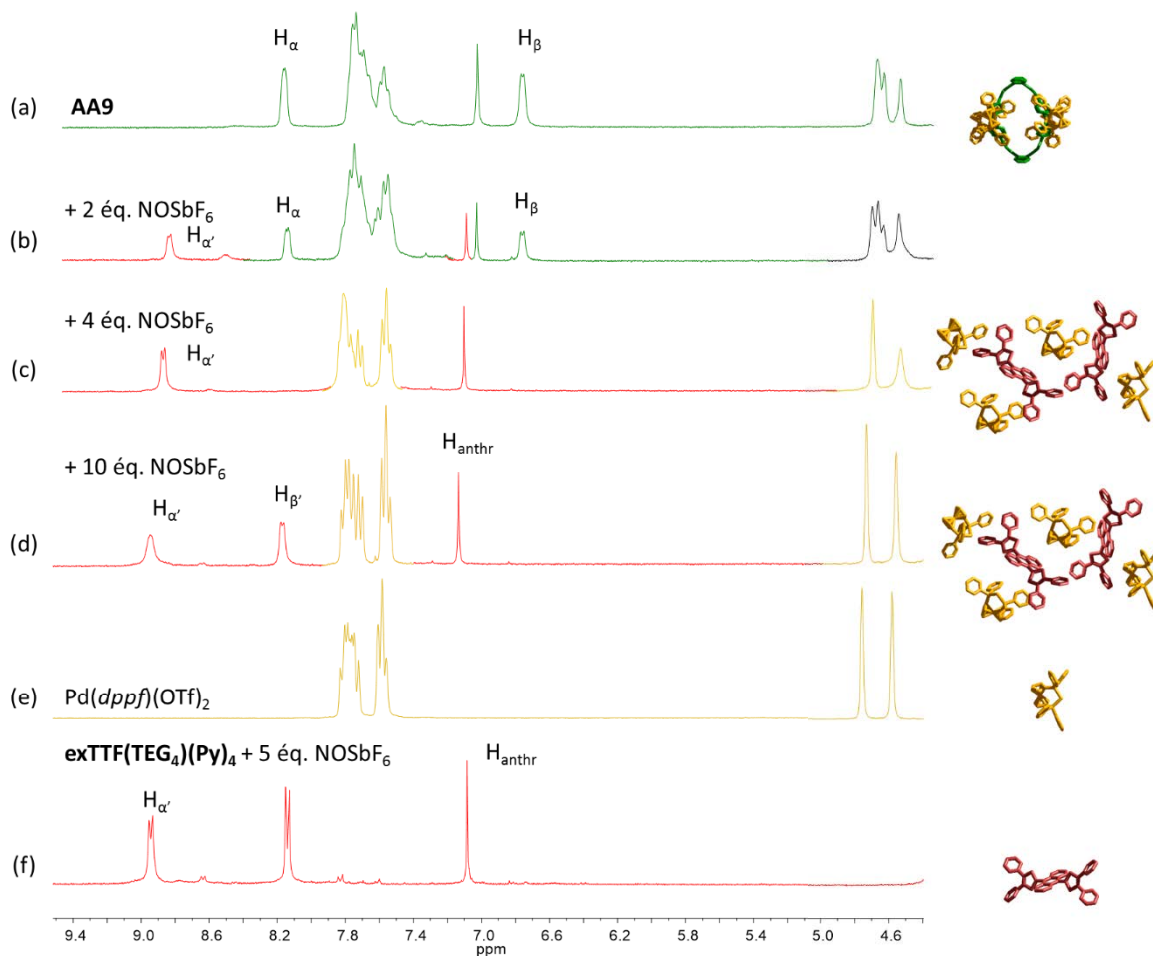 Hα
Hβ
(a) AA9
+ 2 éq. NOSbF6
Hα Hβ
(b) Hα'
+ 4 éq. NOSbF6
(c) Hα'
+ 10 éq. NOSbF6
Hanthr
(d) Hα' Hβ'
(e) Pd(dppf)(OTf)2
exTTF(TEG4)(Py)4 + 5 éq. NOSbF6
Hanthr
Hα'
(f)
9.4 9.0 8.6 8.2 7.8 7.4 7.0 6.6 6.2 5.8 5.4 5.0 4.6
ppm